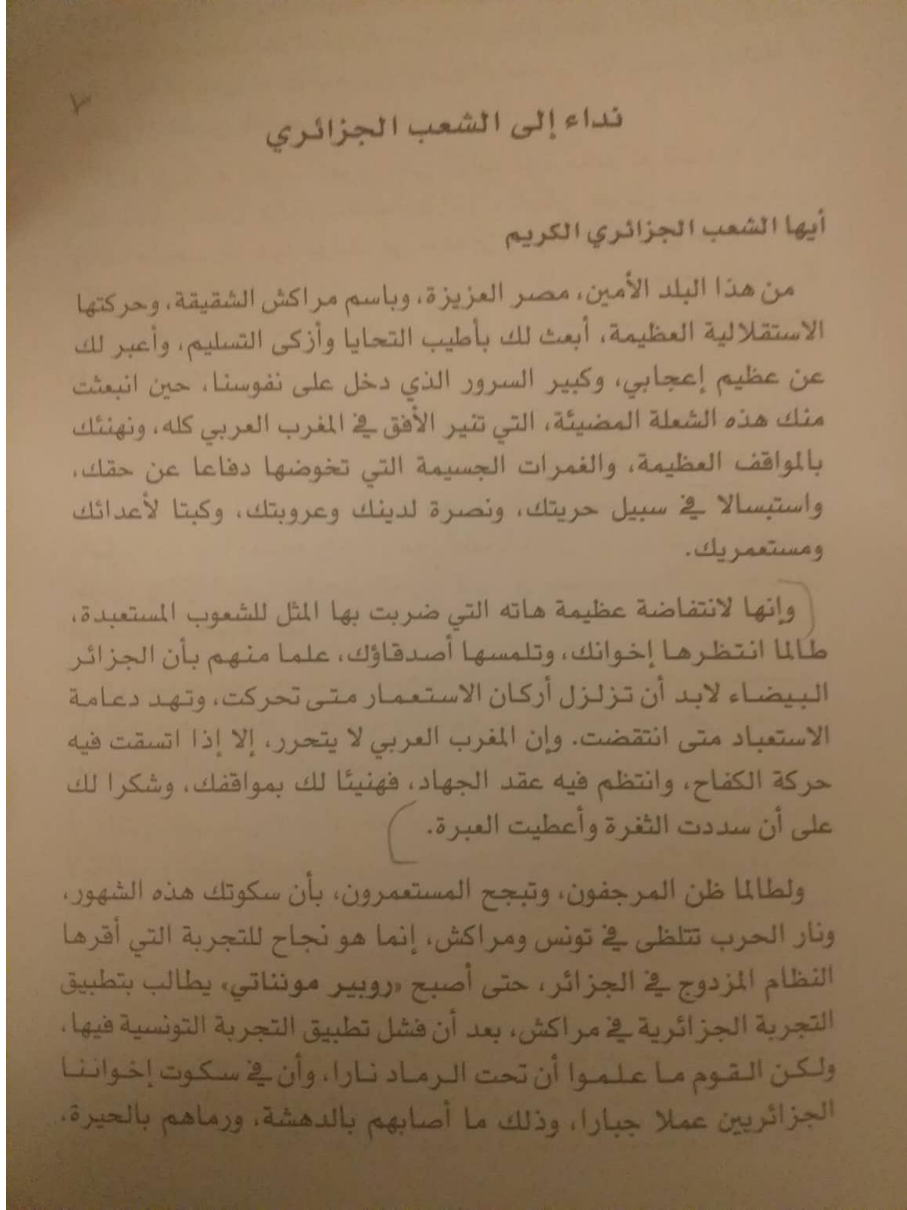 نداء إلى الشعب الجزائري
أيها الشعب الجزائري الكريم
من هذا البلد الأمين، مصر العزيزة، وباسم مراكش الشقيقة، وحركتها
الاستقلالية العظيمة، أبعث لك بأطيب التحايا وأزكى التسليم، وأعبر لك
عن عظيم إعجابي، وكبير السرور الذي دخل على نفوسنا، حين انبعثت
منك هذه الشعلة المضيئة، التي تنير الأفق في المغرب العربي كله، ونهنئك
بالمواقف العظيمة، والغمرات الجسيمة التي تخوضها دفاعا عن حقك،
واستبسالا في سبيل حريتك، ونصرة لدينك وعروبتك، وكبتا لأعدائك
ومستعمريك.
وإنها لانتفاضة عظيمة هاته التي ضربت بها المثل للشعوب المستعبدة،
طالما انتظرها إخوانك، وتلمسها أصدقاؤك، علما منهم بأن الجزائر
البيضاء لابد أن تزلزل أركان الاستعمار متى تحركت، وتهد دعامة
الاستعباد متى انتقضت. وإن المغرب العربي لا يتحرر، إلا إذا اتسقت فيه
حركة الكفاح، وانتظم فيه عقد الجهاد، فهنيئا لك بمواقفك، وشكرا لك
على أن سددت الثغرة وأعطيت العبرة.
ولطالما ظن المرجفون، وتبجح المستعمرون، بأن سكوتك هذه الشهور،
ونار الحرب تتلظى في تونس ومراكش، إنما هو نجاح للتجربة التي أقرها
النظام المزدوج في الجزائر، حتى أصبح «روبير مونتاتي» يطالب بتطبيق
التجربة الجزائرية في مراكش، بعد أن فشل تطبيق التجربة التونسية فيها،
ولكن القوم ما علموا أن تحت الرماد نارا، وأن في سكوت إخواننا
الجزائريين عملا جبارا، وذلك ما أصابهم بالدهشة، ورماهم بالحيرة،